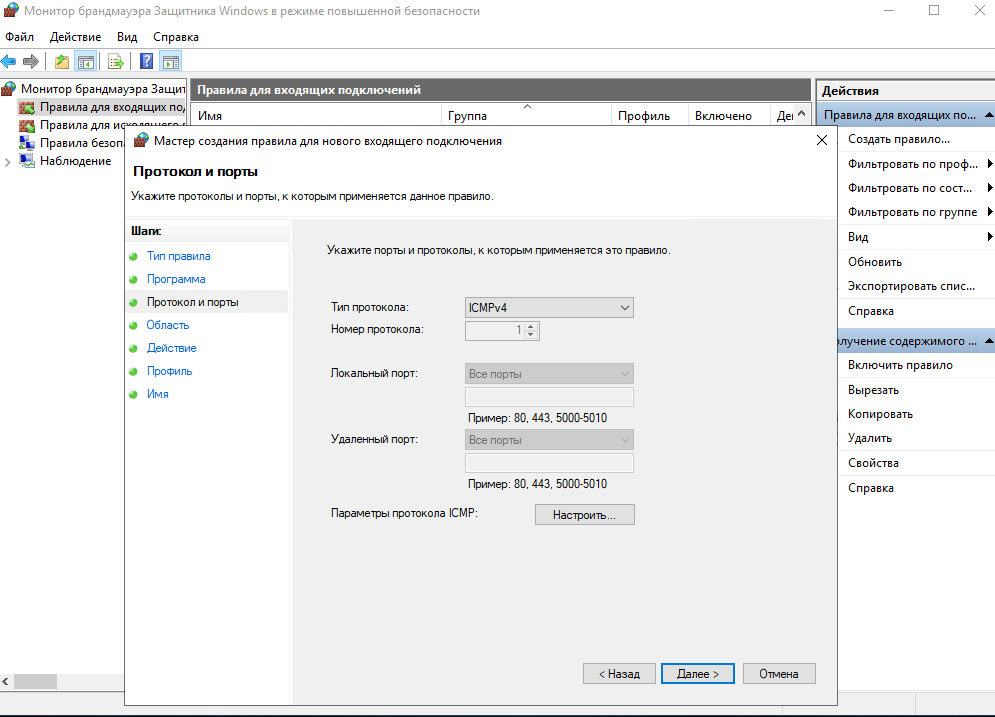 Монитор брандмауэра Защитника Windows в режиме повышенной безопасности
Файл Действие Вид Справка
Монитор брандмауэра Защит
Правила для входящих по
Правила для исходящего
Правила безопа
Наблюдение
Правила для входящих подключений
Имя Группа Профиль Включено Де
Действия
Правила для входящих по...
Создать правило...
Фильтровать по проф...
Фильтровать по сост...
Фильтровать по группе
Вид
Обновить
Экспортировать спис...
Справка
олучение содержимого ...
Включить правило
Вырезать
Копировать
Удалить
Свойства
Справка
Мастер создания правила для нового входящего подключения
Протокол и порты
Укажите протоколы и порты, к которым применяется данное правило.
Шаги:
Тип правила
Программа
Протокол и порты
Область
Действие
Профиль
Имя
Укажите порты и протоколы, к которым применяется это правило.
Тип протокола: ICMPv4
Номер протокола: 1
Локальный порт: Все порты
Пример: 80, 443, 5000-5010
Удаленный порт: Все порты
Пример: 80, 443, 5000-5010
Параметры протокола ICMP: Настроить...
< Назад Далее > Отмена